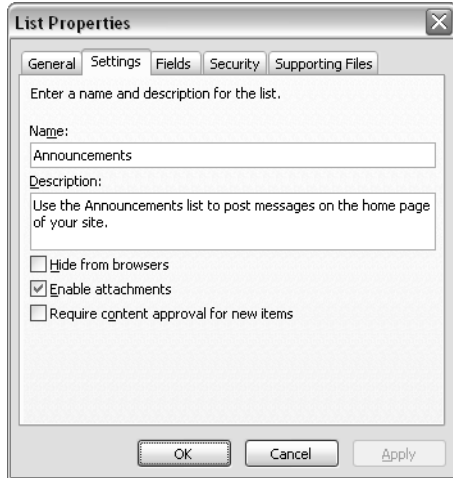 List Properties
General Settings Fields Security Supporting Files
Enter a name and description for the list.
Name:
Announcements
Description:
Use the Announcements list to post messages on the home page
of your site.
Hide from browsers
Enable attachments
Require content approval for new items
OK Cancel Apply